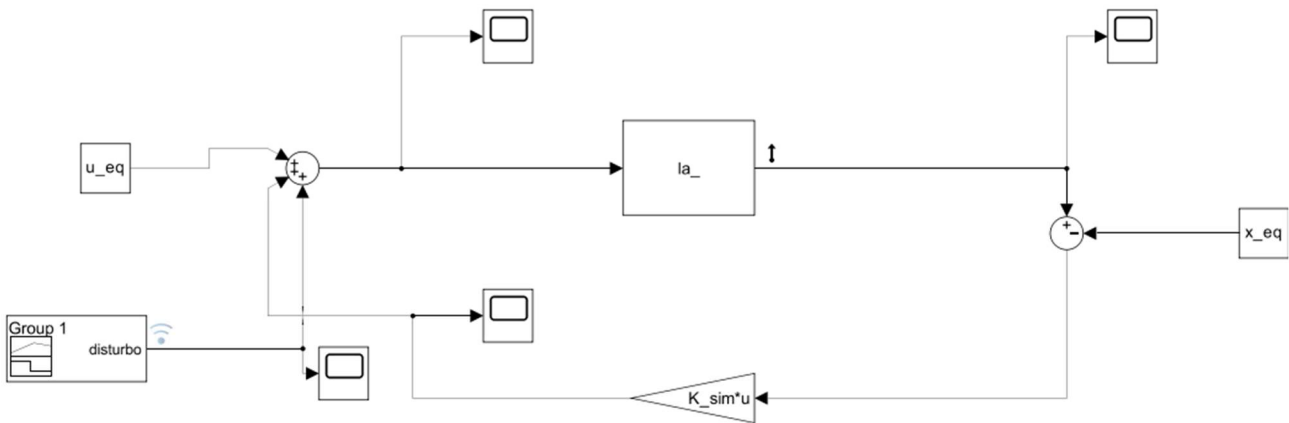 u_eq
la_
x_eq
Group 1
disturbo
K_sim*u